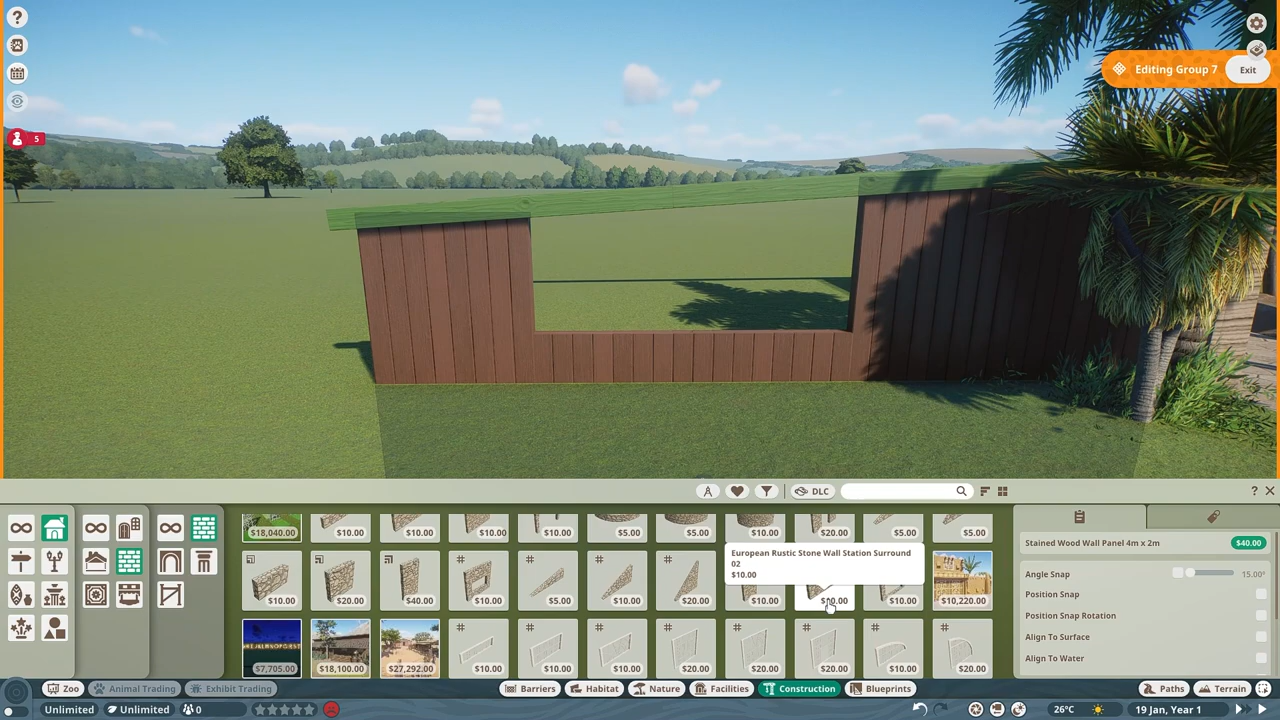 ?
Editing Group 7
Exit
5
DLC
? ×
$18,040.00
$10.00
$10.00
$10.00
$10.00
$5.00
$5.00
$10.00
$20.00
$5.00
$5.00
Stained Wood Wall Panel 4m x 2m
$40.00
European Rustic Stone Wall Station Surround
02
$10.00
Angle Snap
15.00°
Position Snap
Position Snap Rotation
Align To Surface
Align To Water
$10.00
$20.00
$40.00
$10.00
$5.00
$10.00
$20.00
$10.00
$10.00
$10,220.00
$7,705.00
$18,100.00
$27,292.00
$10.00
$10.00
$20.00
$20.00
$20.00
$10.00
$20.00
Zoo
Animal Trading
Exhibit Trading
Barriers
Habitat
Nature
Facilities
Construction
Blueprints
Paths
Terrain
Unlimited
Unlimited
0
26°C
19 Jan, Year 1